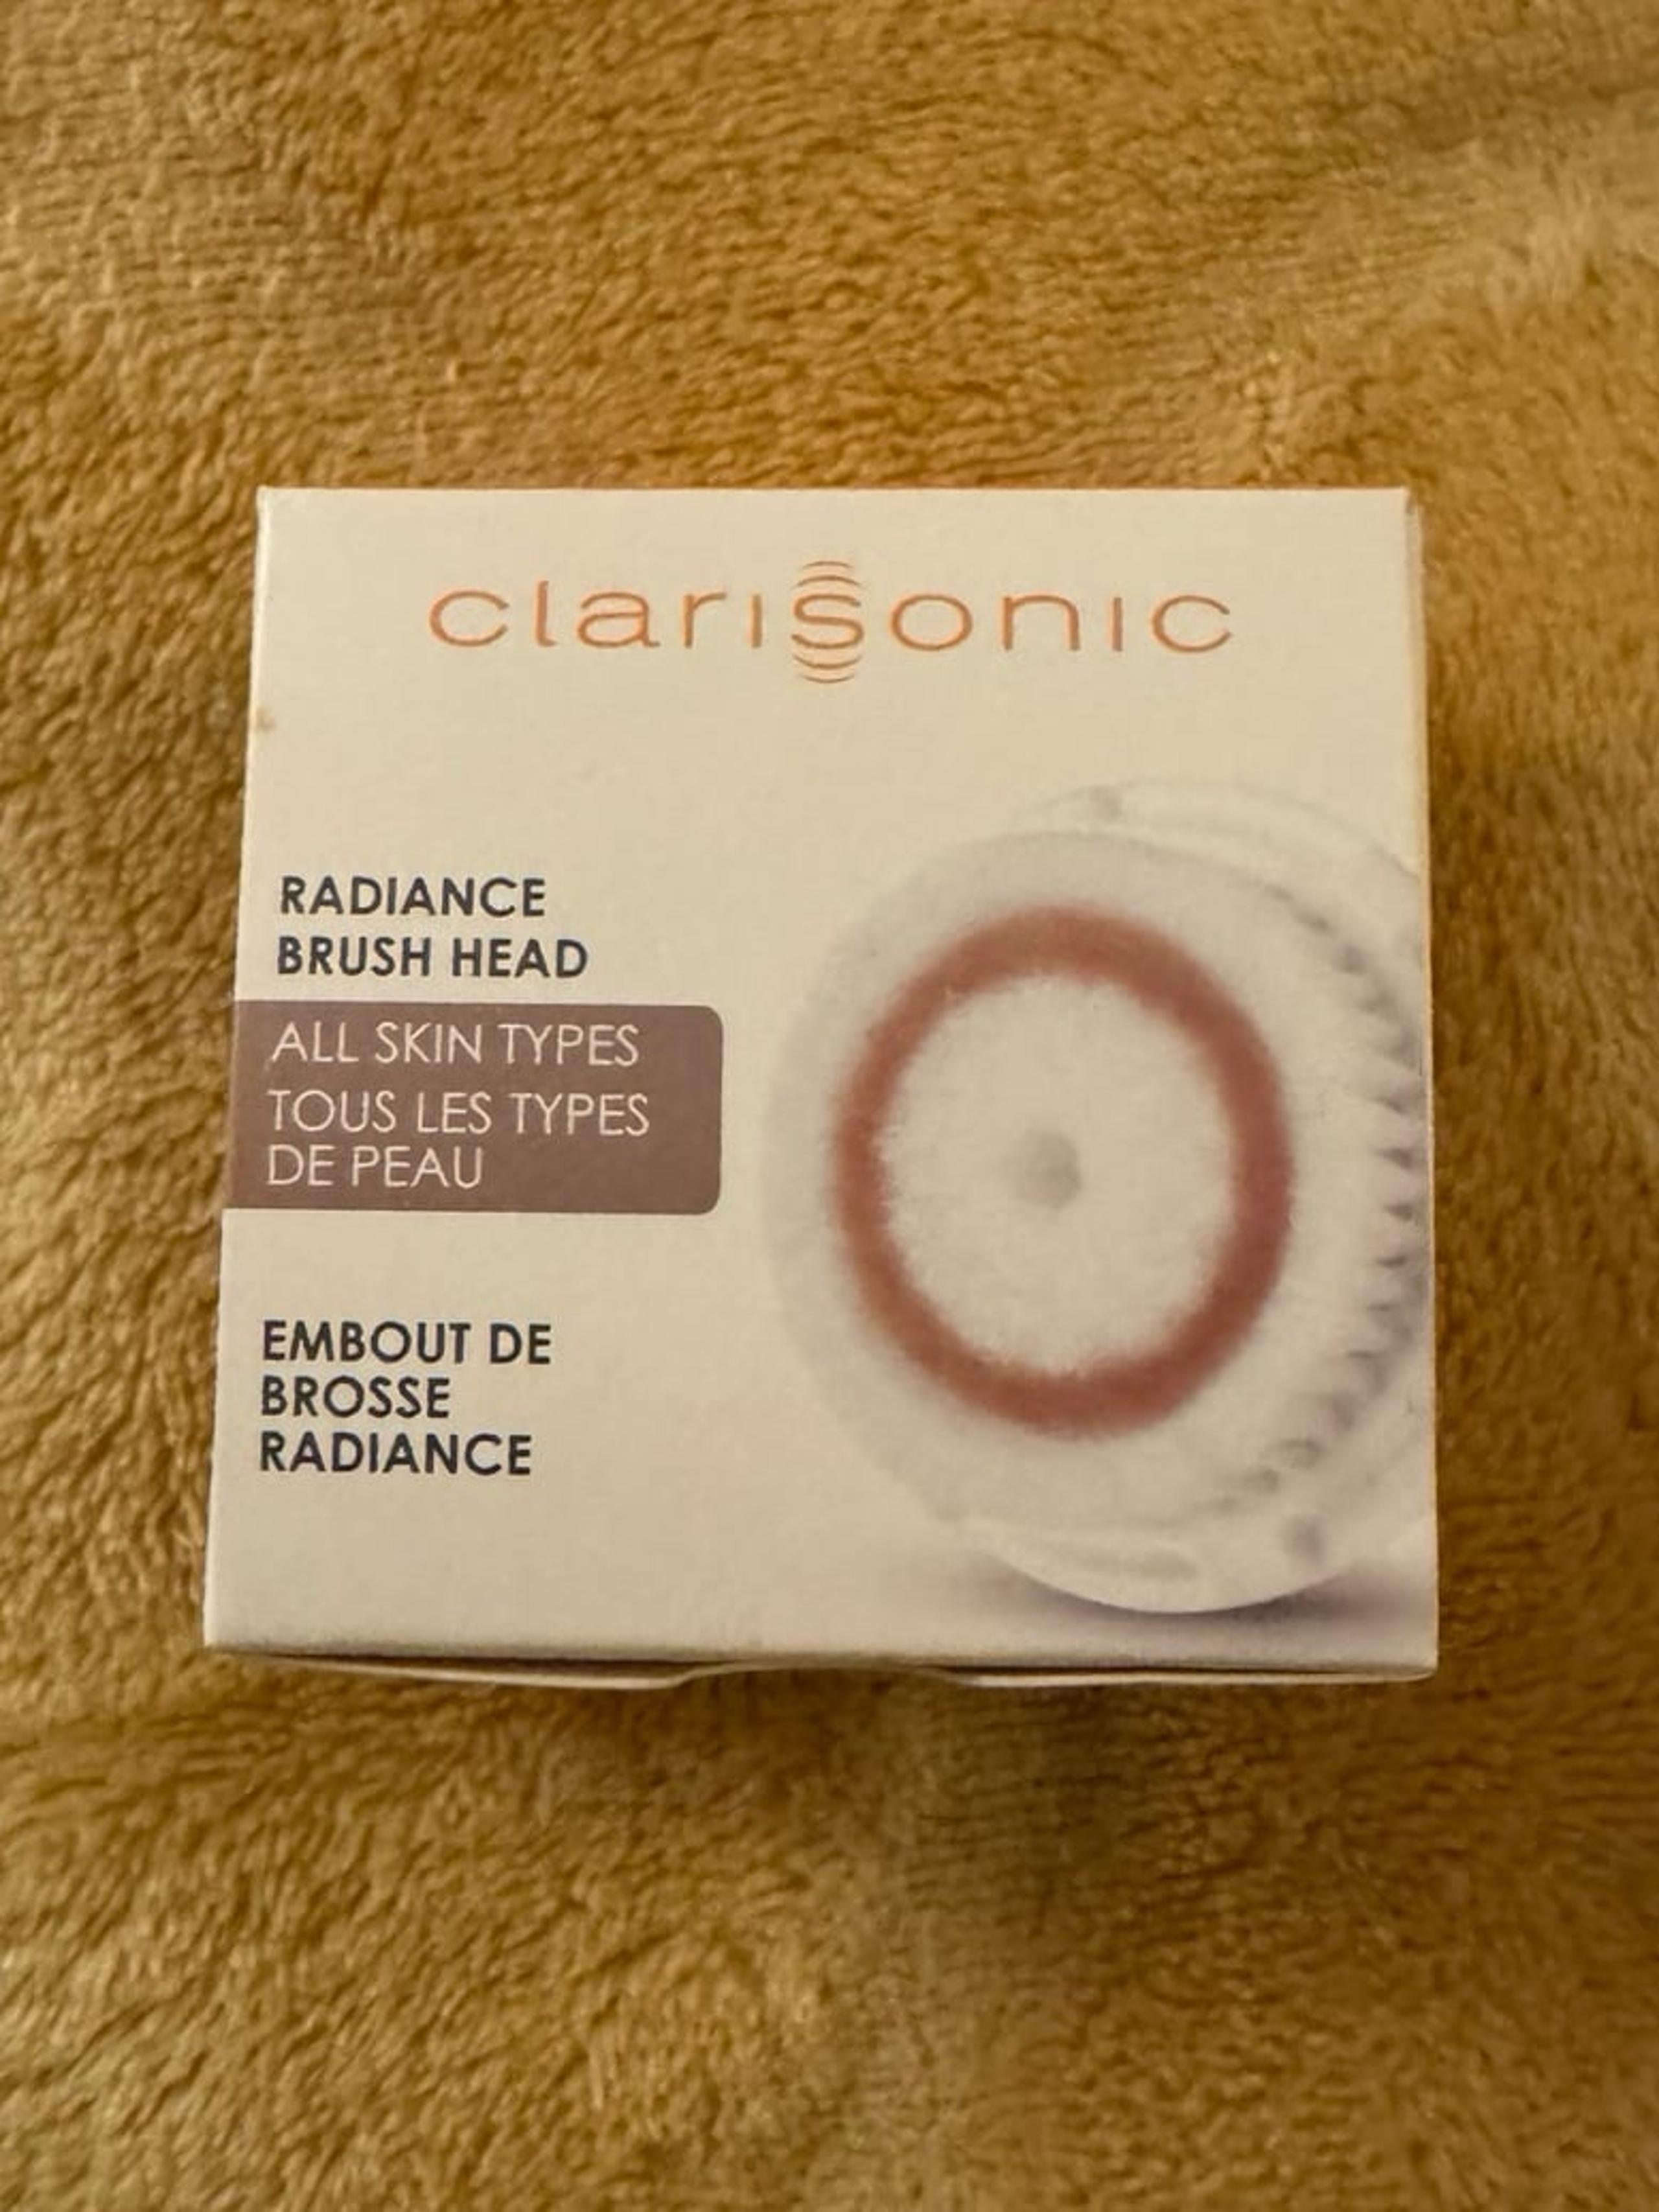 clarisonic
RADIANCE
BRUSH HEAD
ALL SKIN TYPES
TOUS LES TYPES
DE PEAU
EMBOUT DE
BROSSE
RADIANCE